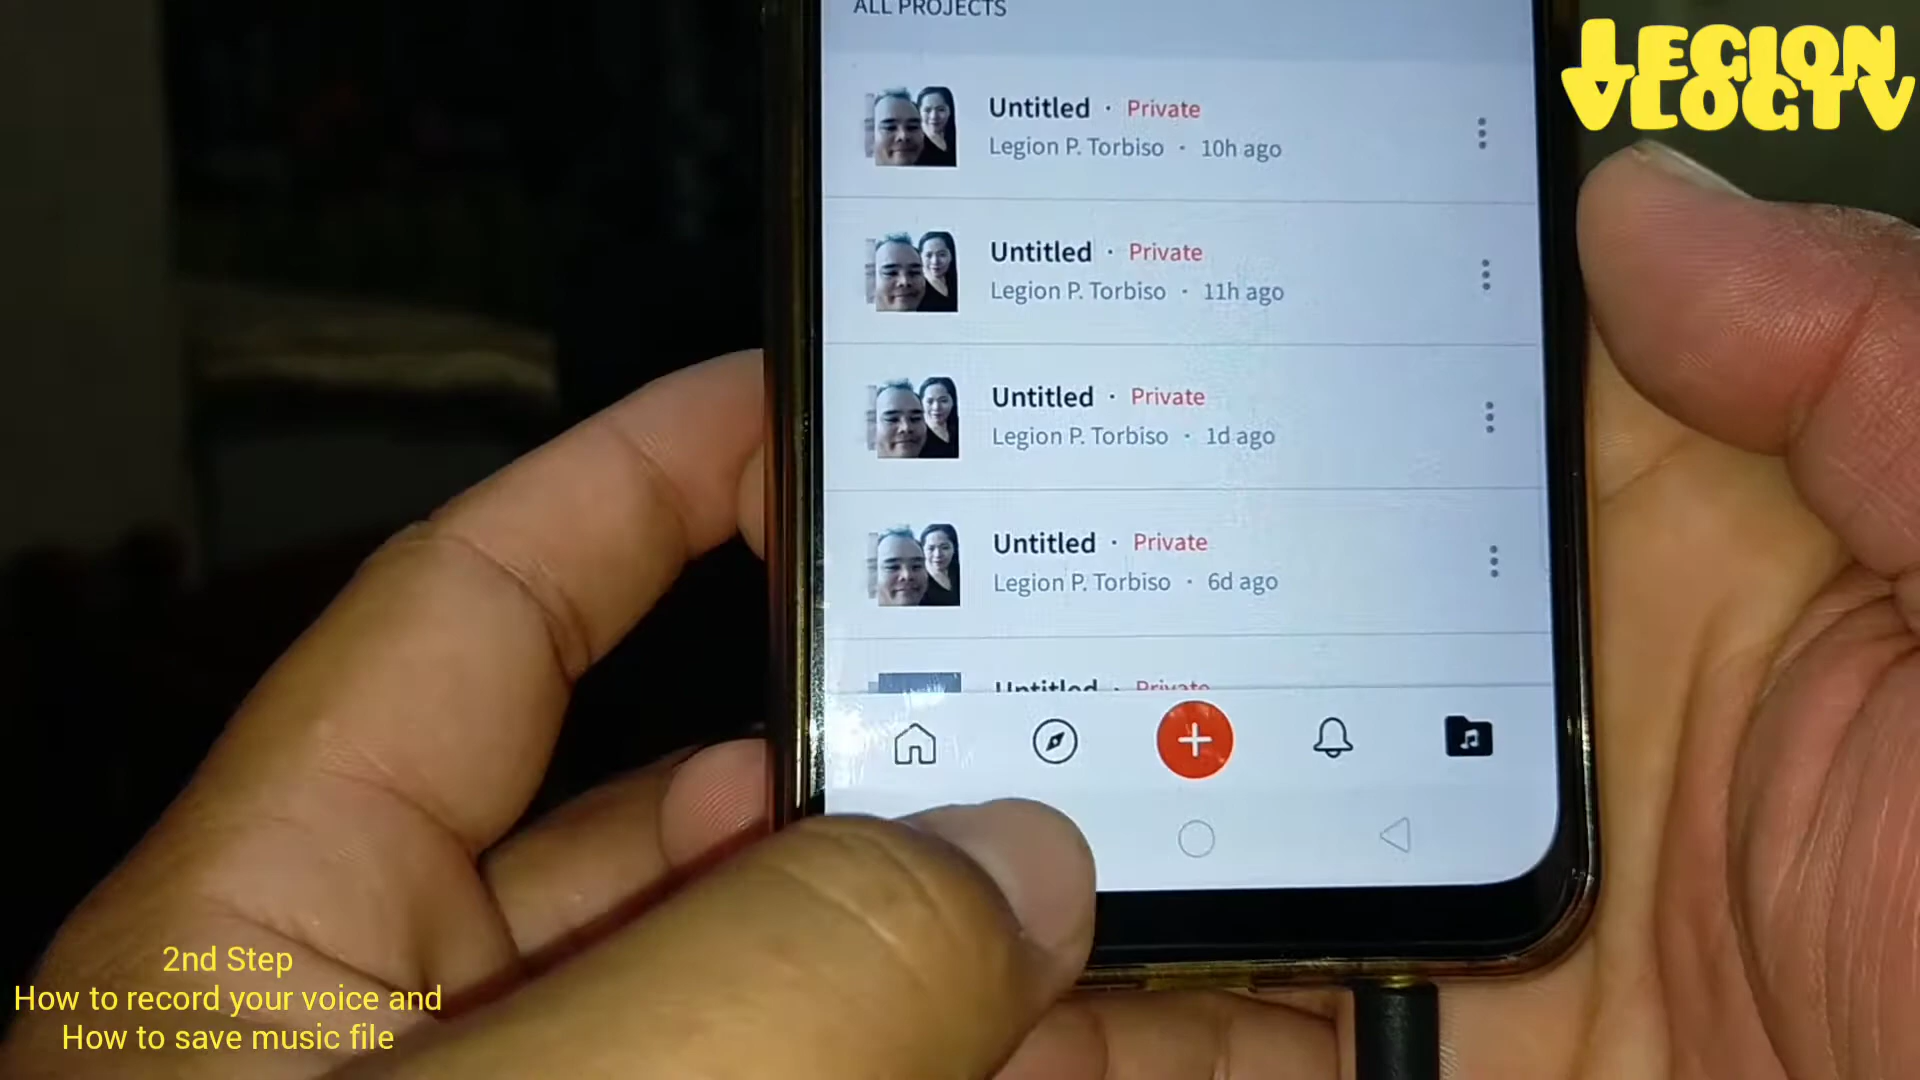 ALL PROJECTS
LEGION
VLOGTV
Untitled · Private
Legion P. Torbiso · 10h ago
Untitled · Private
Legion P. Torbiso · 11h ago
Untitled · Private
Legion P. Torbiso · 1d ago
Untitled · Private
Legion P. Torbiso · 6d ago
Untitled · Private
2nd Step
How to record your voice and
How to save music file